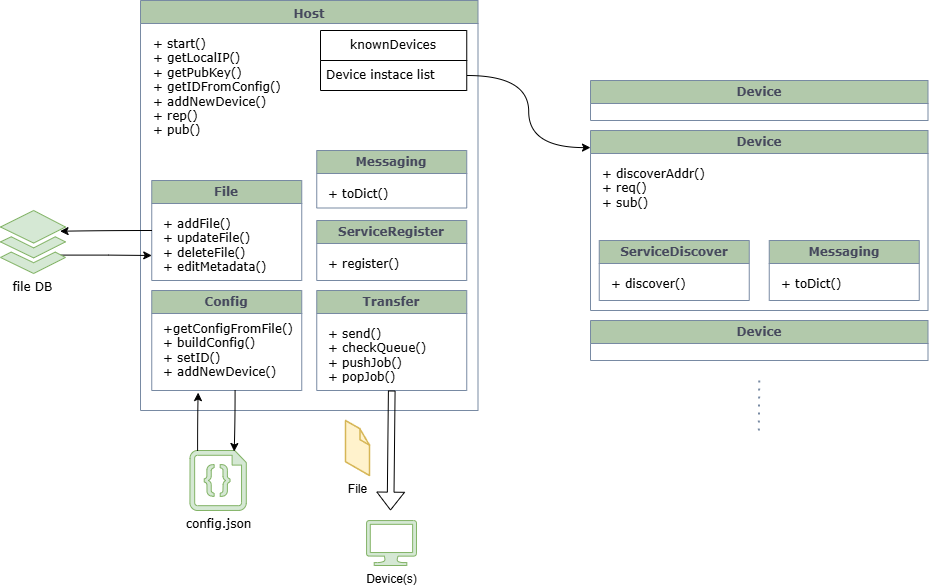 Host
+ start()
+ getLocalIP()
+ getPubKey()
+ getIDFromConfig()
+ addNewDevice()
+ rep()
+ pub()
knownDevices
Device instace list
Messaging
+ toDict()
File
+ addFile()
+ updateFile()
+ deleteFile()
+ editMetadata()
ServiceRegister
+ register()
Config
+getConfigFromFile()
+ buildConfig()
+ setID()
+ addNewDevice()
Transfer
+ send()
+ checkQueue()
+ pushJob()
+ popJob()
file DB
{}
config.json
File
Device(s)
Device
Device
+ discoverAddr()
+ req()
+ sub()
ServiceDiscover
+ discover()
Messaging
+ toDict()
Device